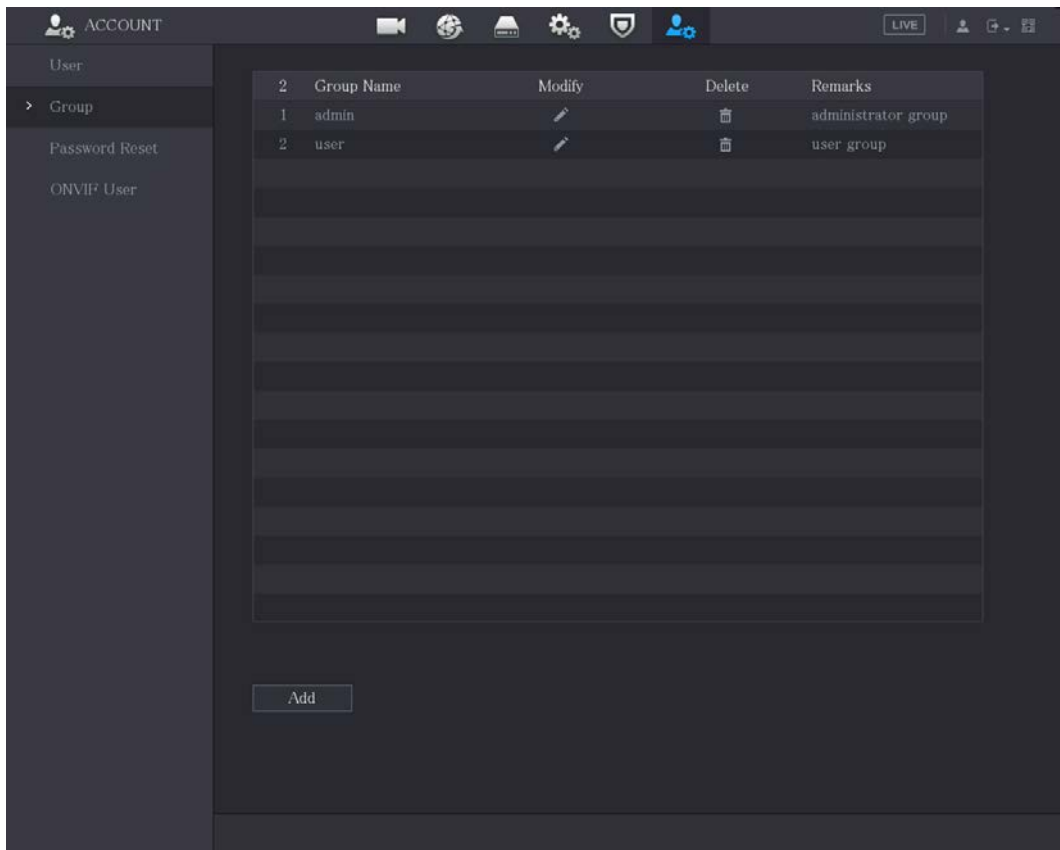 ACCOUNT
LIVE
User
Group
Password Reset
ONVIF User
2 Group Name Modify Delete Remarks
1 admin administrator group
2 user user group
Add